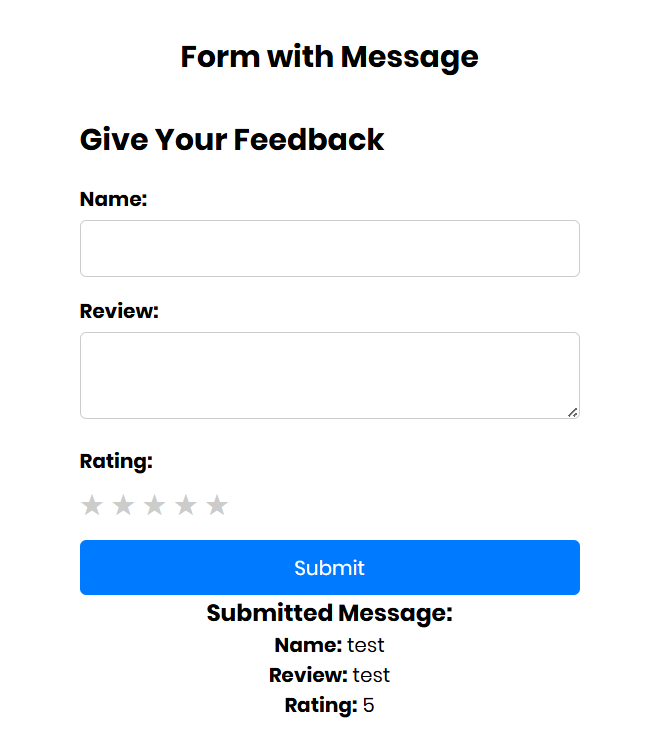 Form with Message
Give Your Feedback
Name:
Review:
Rating:
★ ★ ★ ★ ★
Submit
Submitted Message:
Name: test
Review: test
Rating: 5